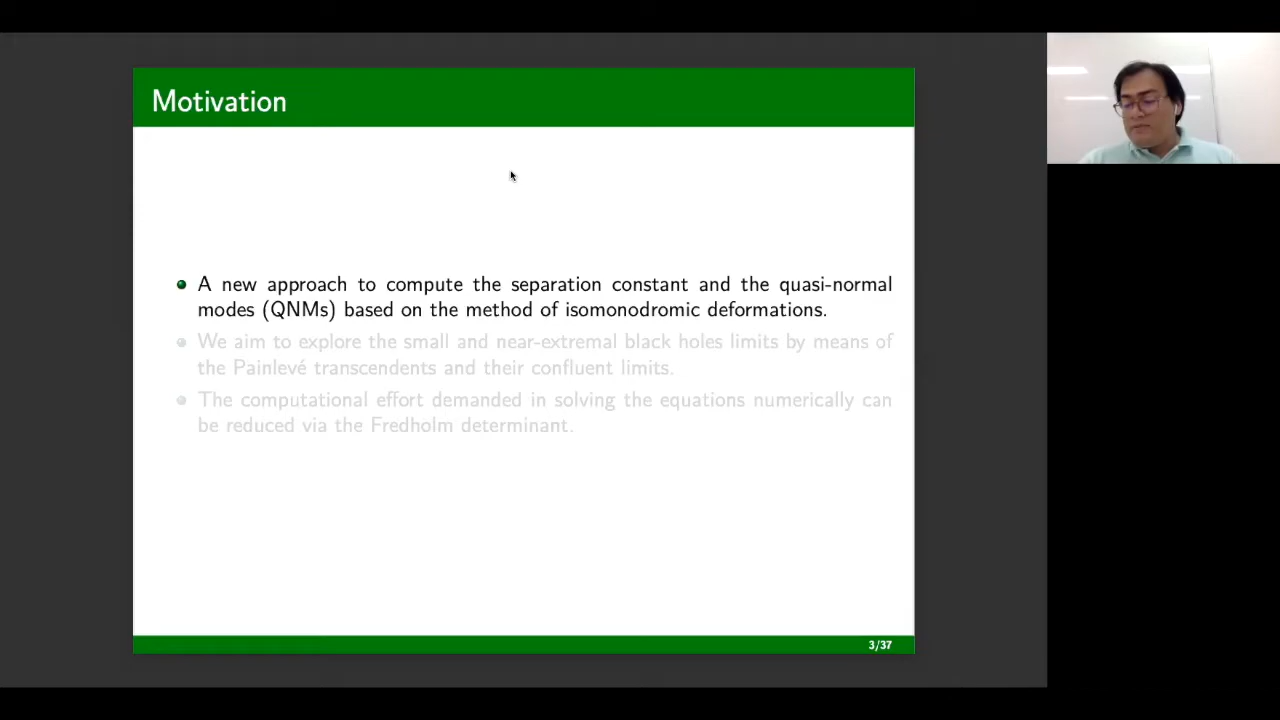 Motivation
A new approach to compute the separation constant and the quasi-normal
modes (QNMs) based on the method of isomonodromic deformations.
We aim to explore the small and near-extremal black holes limits by means of
the Painlevé transcendents and their confluent limits.
The computational effort demanded in solving the equations numerically can
be reduced via the Fredholm determinant.
3/37